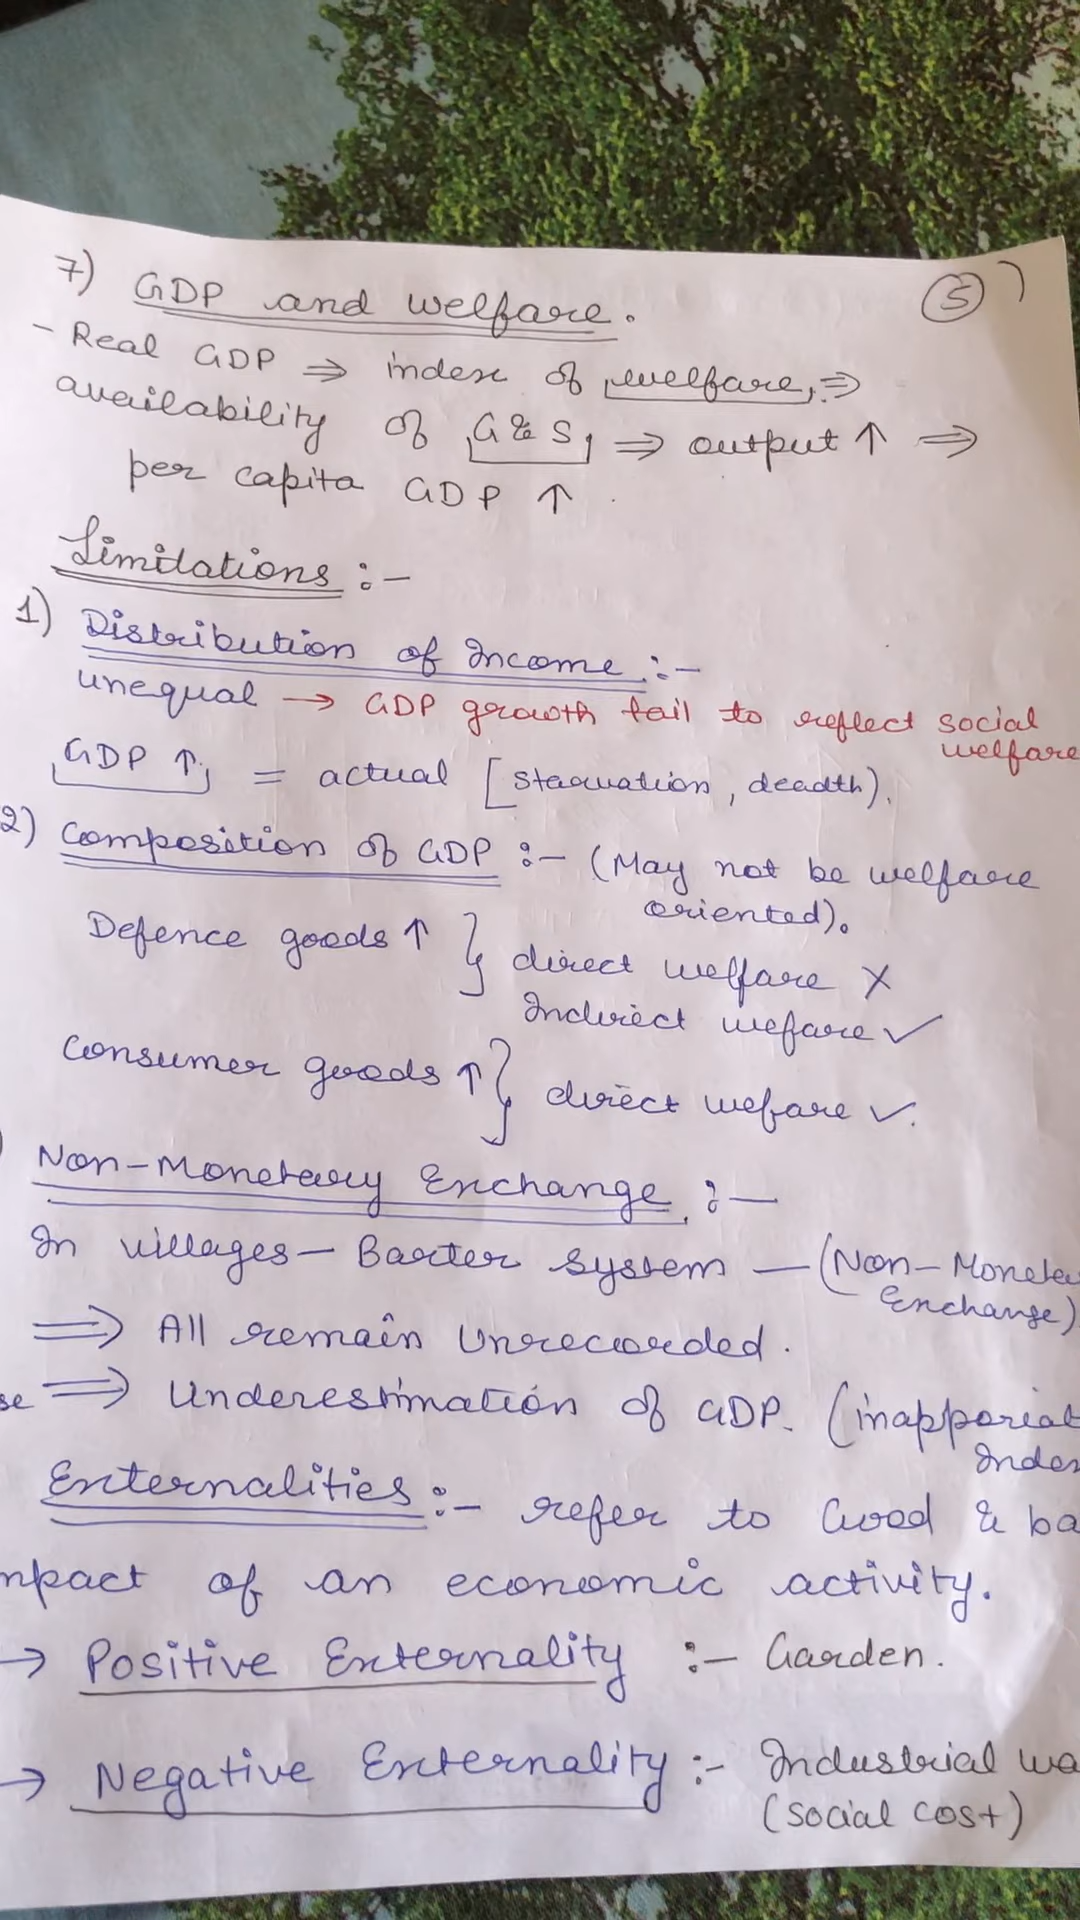 7) GDP and welfare. (5)
- Real GDP ⇒ index of welfare, ⇒
availability of G & S, ⇒ output ↑ ⇒
per capita GDP ↑
Limitations :-
1) Distribution of Income :-
unequal → GDP growth fail to reflect social
welfare
GDP ↑ = actual [starvation, deadth).
2) Composition of GDP :- (May not be welfare
oriented).
Defence goods ↑ } direct welfare X
Indirect wefare ✓
Consumer goods ↑ } direct wefare ✓.
Non-Monetary Exchange :-
In villages - Barter system - (Non-Moneta
Exchange)
⇒ All remain Unrecorded.
se ⇒ Underestimation of GDP. (inapporiat
Index
Externalities :- refer to Good & ba
mpact of an economic activity.
→ Positive Externality :- Garden.
→ Negative Externality :- Industrial wa
(social cost)